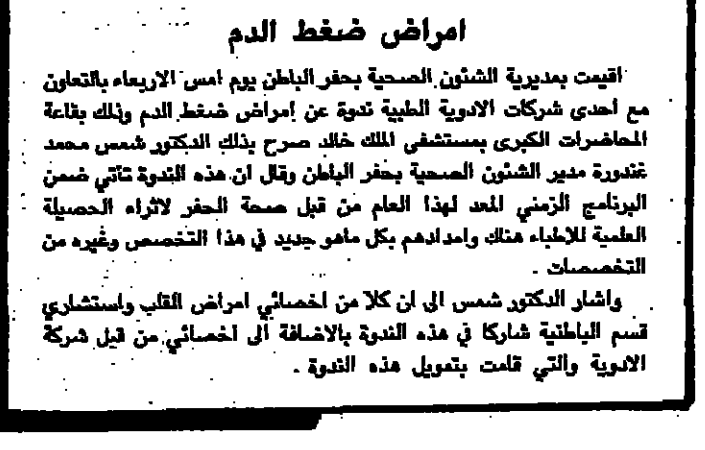 امراض ضغط الدم
اقيمت بمديرية الشئون الصحية بحفر الباطن يوم امس الاربعاء بالتعاون
مع احدى شركات الادوية الطبية ندوة عن امراض ضغط الدم وذلك بقاعة
المحاضرات الكبرى بمستشفى الملك خالد صرح بذلك الدكتور شمس محمد
غندورة مدير الشئون الصحية بحفر الباطن وقال ان هذه الندوة تأتي ضمن
البرنامج الزمني المعد لهذا العام من قبل صحة الحفر لاثراء الحصيلة
العلمية للاطباء هناك وامدادهم بكل ماهو جديد في هذا التخصص وغيره من
التخصصات .
واشار الدكتور شمس الى ان كلا من اخصائي امراض القلب واستشاري
قسم الباطنية شاركا في هذه الندوة بالاضافة الى اخصائي من قبل شركة
الادوية والتي قامت بتمويل هذه الندوة .